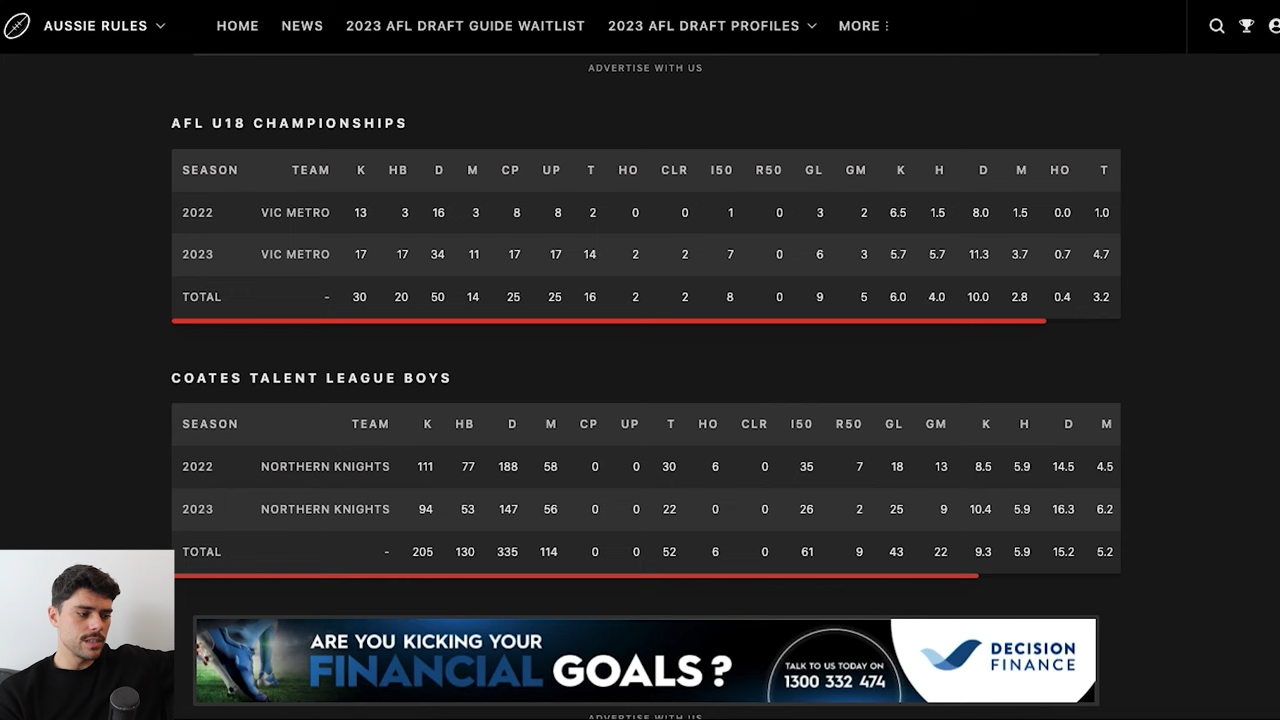 AUSSIE RULES HOME NEWS 2023 AFL DRAFT GUIDE WAITLIST 2023 AFL DRAFT PROFILES MORE
ADVERTISE WITH US
AFL U18 CHAMPIONSHIPS
SEASON TEAM K HB D M CP UP T HO CLR I50 R50 GL GM K H D M HO T
2022 VIC METRO 13 3 16 3 8 8 2 0 0 1 0 3 2 6.5 1.5 8.0 1.5 0.0 1.0
2023 VIC METRO 17 17 34 11 17 17 14 2 2 7 0 6 3 5.7 5.7 11.3 3.7 0.7 4.7
TOTAL - 30 20 50 14 25 25 16 2 2 8 0 9 5 6.0 4.0 10.0 2.8 0.4 3.2
COATES TALENT LEAGUE BOYS
SEASON TEAM K HB D M CP UP T HO CLR I50 R50 GL GM K H D M
2022 NORTHERN KNIGHTS 111 77 188 58 0 0 30 6 0 35 7 18 13 8.5 5.9 14.5 4.5
2023 NORTHERN KNIGHTS 94 53 147 56 0 0 22 0 0 26 2 25 9 10.4 5.9 16.3 6.2
TOTAL - 205 130 335 114 0 0 52 6 0 61 9 43 22 9.3 5.9 15.2 5.2
ARE YOU KICKING YOUR
FINANCIAL GOALS?
TALK TO US TODAY ON
1300 332 474
DECISION
FINANCE
ADVERTISE WITH US